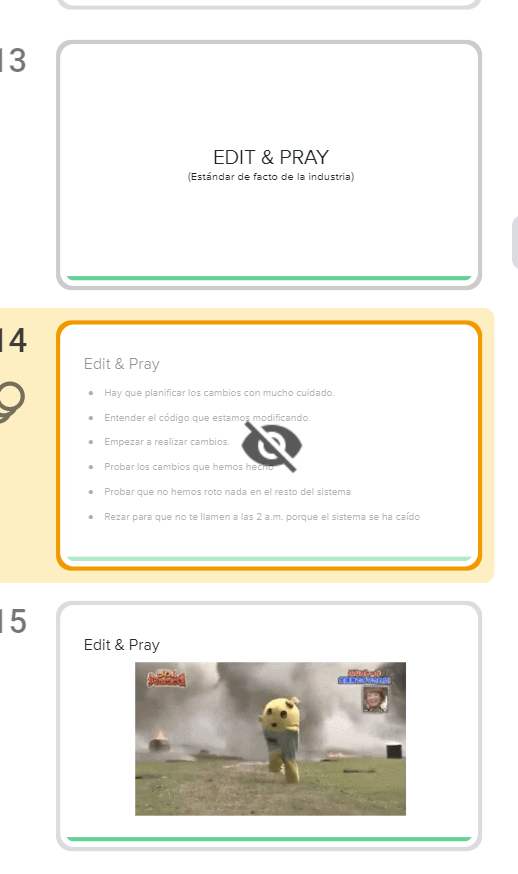 13
EDIT & PRAY
(Estándar de facto de la industria)
14
Edit & Pray
Hay que planificar los cambios con mucho cuidado.
Entender el código que estamos modificando.
Empezar a realizar cambios.
Probar los cambios que hemos hecho
Probar que no hemos roto nada en el resto del sistema
Rezar para que no te llamen a las 2 a.m. porque el sistema se ha caído
15
Edit & Pray